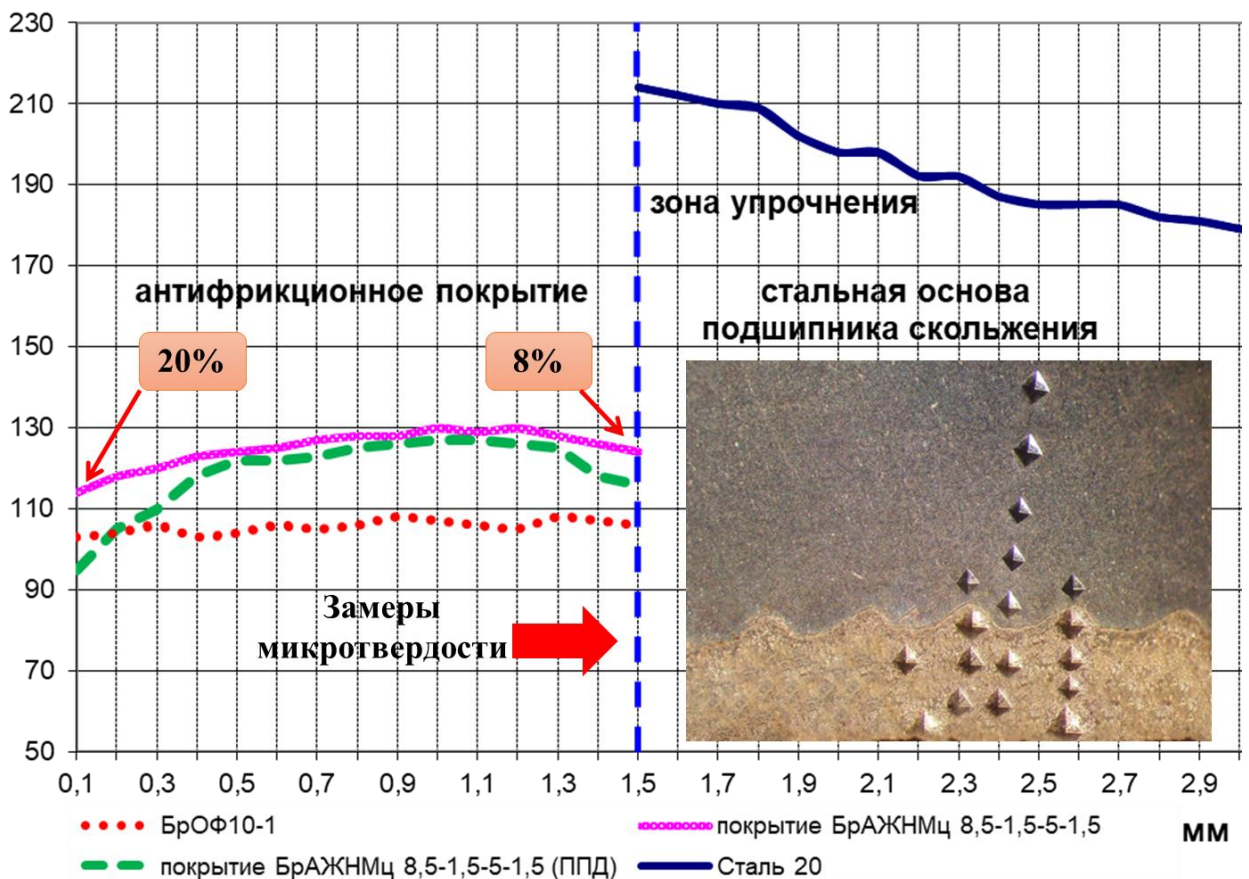 230
210
190
170
150
130
110
90
70
50
зона упрочнения
антифрикционное покрытие
стальная основа
подшипника скольжения
20%
8%
Замеры
микротвердости
0,1 0,3 0,5 0,7 0,9 1,1 1,3 1,5 1,7 1,9 2,1 2,3 2,5 2,7 2,9
БрОФ10-1
покрытие БрАЖНМц 8,5-1,5-5-1,5
мм
покрытие БрАЖНМц 8,5-1,5-5-1,5 (ППД)
Сталь 20